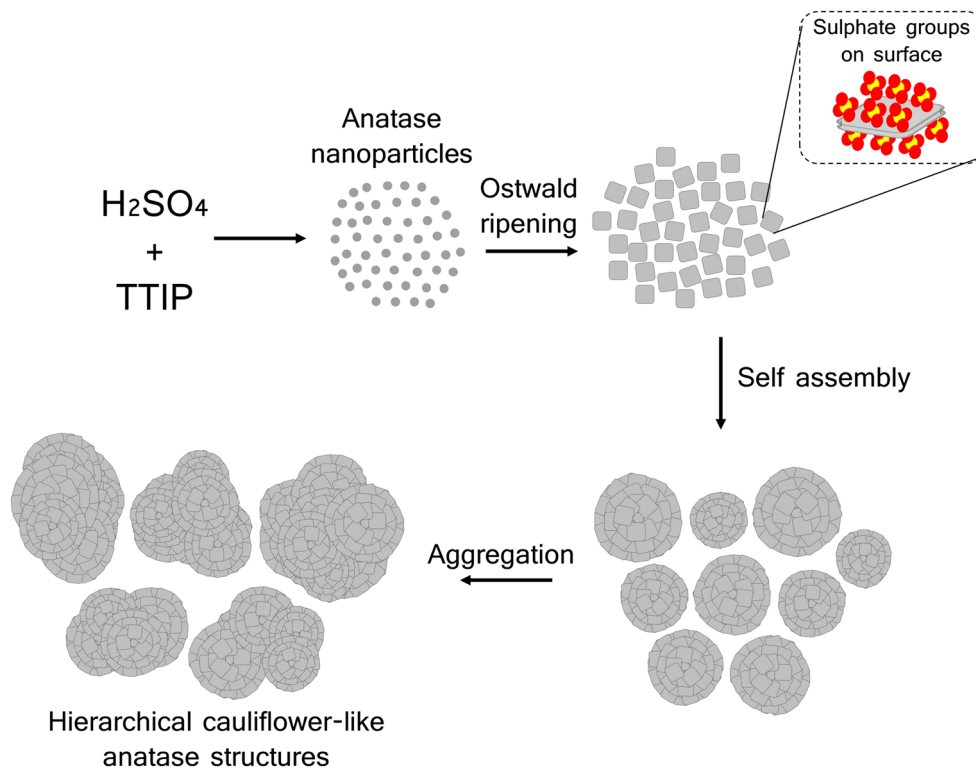 Sulphate groups
on surface
Anatase
nanoparticles
Ostwald
ripening
H₂SO₄
+
TTIP
Self assembly
Aggregation
Hierarchical cauliflower-like
anatase structures